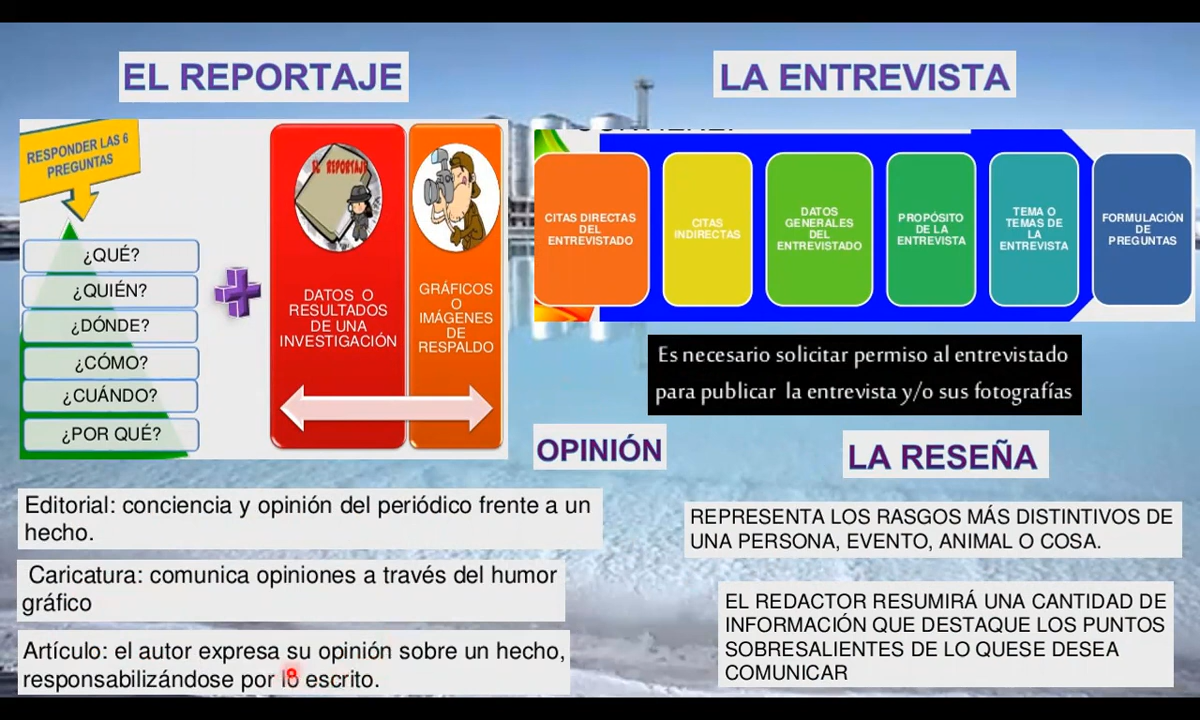 EL REPORTAJE
RESPONDER LAS 6
PREGUNTAS
¿QUÉ?
¿QUIÉN?
¿DÓNDE?
¿CÓMO?
¿CUÁNDO?
¿POR QUÉ?
EL REPORTAJE
DATOS O
RESULTADOS
DE UNA
INVESTIGACIÓN
GRÁFICOS
O
IMÁGENES
DE
RESPALDO
LA ENTREVISTA
CITAS DIRECTAS
DEL
ENTREVISTADO
CITAS
INDIRECTAS
DATOS
GENERALES
DEL
ENTREVISTADO
PROPÓSITO
DE LA
ENTREVISTA
TEMA O
TEMAS DE
LA
ENTREVISTA
FORMULACIÓN
DE
PREGUNTAS
Es necesario solicitar permiso al entrevistado
para publicar la entrevista y/o sus fotografías
OPINIÓN
Editorial: conciencia y opinión del periódico frente a un
hecho.
Caricatura: comunica opiniones a través del humor
gráfico
Artículo: el autor expresa su opinión sobre un hecho,
responsabilizándose por lo escrito.
LA RESEÑA
REPRESENTA LOS RASGOS MÁS DISTINTIVOS DE
UNA PERSONA, EVENTO, ANIMAL O COSA.
EL REDACTOR RESUMIRÁ UNA CANTIDAD DE
INFORMACIÓN QUE DESTAQUE LOS PUNTOS
SOBRESALIENTES DE LO QUESE DESEA
COMUNICAR